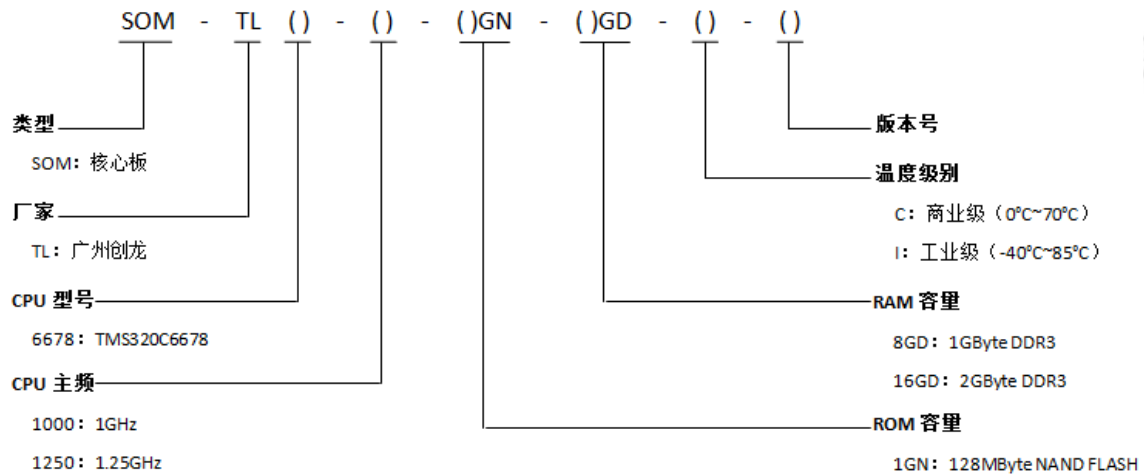 SOM - TL () - () - ()GN - ()GD - () - ()
类型
SOM：核心板
厂家
TL：广州创龙
CPU 型号
6678：TMS320C6678
CPU 主频
1000：1GHz
1250：1.25GHz
版本号
温度级别
C：商业级（0℃~70℃）
I：工业级（-40℃~85℃）
RAM 容量
8GD：1GByte DDR3
16GD：2GByte DDR3
ROM 容量
1GN：128MByte NAND FLASH